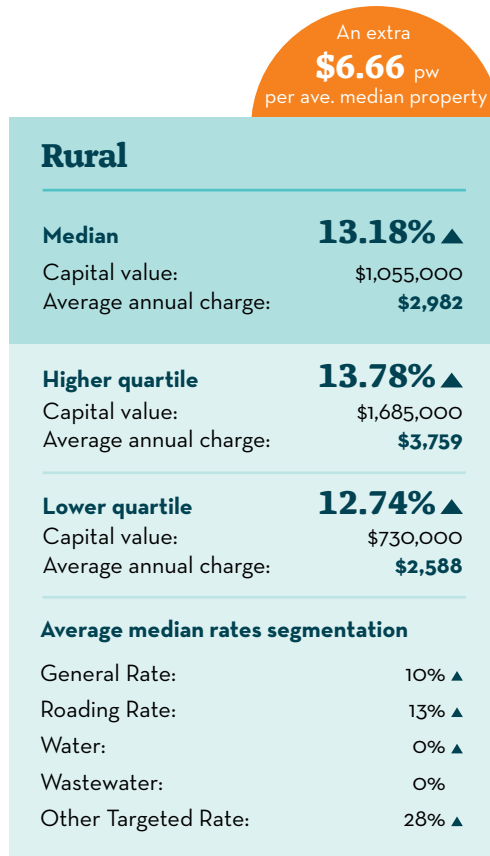 An extra
$6.66 pw
per ave. median property
Rural
Median 13.18% ▲
Capital value: $1,055,000
Average annual charge: $2,982
Higher quartile 13.78% ▲
Capital value: $1,685,000
Average annual charge: $3,759
Lower quartile 12.74% ▲
Capital value: $730,000
Average annual charge: $2,588
Average median rates segmentation
General Rate: 10% ▲
Roading Rate: 13% ▲
Water: 0% ▲
Wastewater: 0%
Other Targeted Rate: 28% ▲